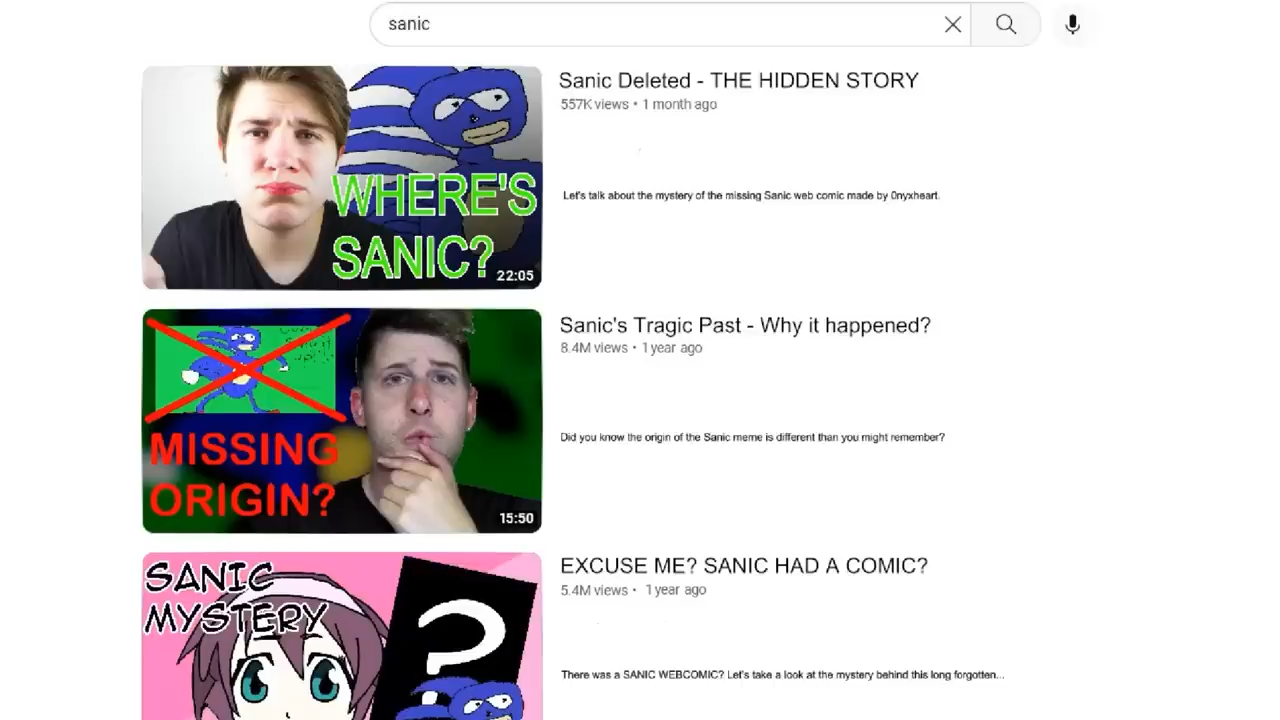 sanic
Sanic Deleted - THE HIDDEN STORY
557K views • 1 month ago
Let's talk about the mystery of the missing Sanic web comic made by 0nyxheart.
WHERE'S
SANIC?
22:05
Sanic's Tragic Past - Why it happened?
8.4M views • 1 year ago
Did you know the origin of the Sanic meme is different than you might remember?
MISSING
ORIGIN?
15:50
EXCUSE ME? SANIC HAD A COMIC?
5.4M views • 1 year ago
There was a SANIC WEBCOMIC? Let's take a look at the mystery behind this long forgotten...
SANIC
MYSTERY
?